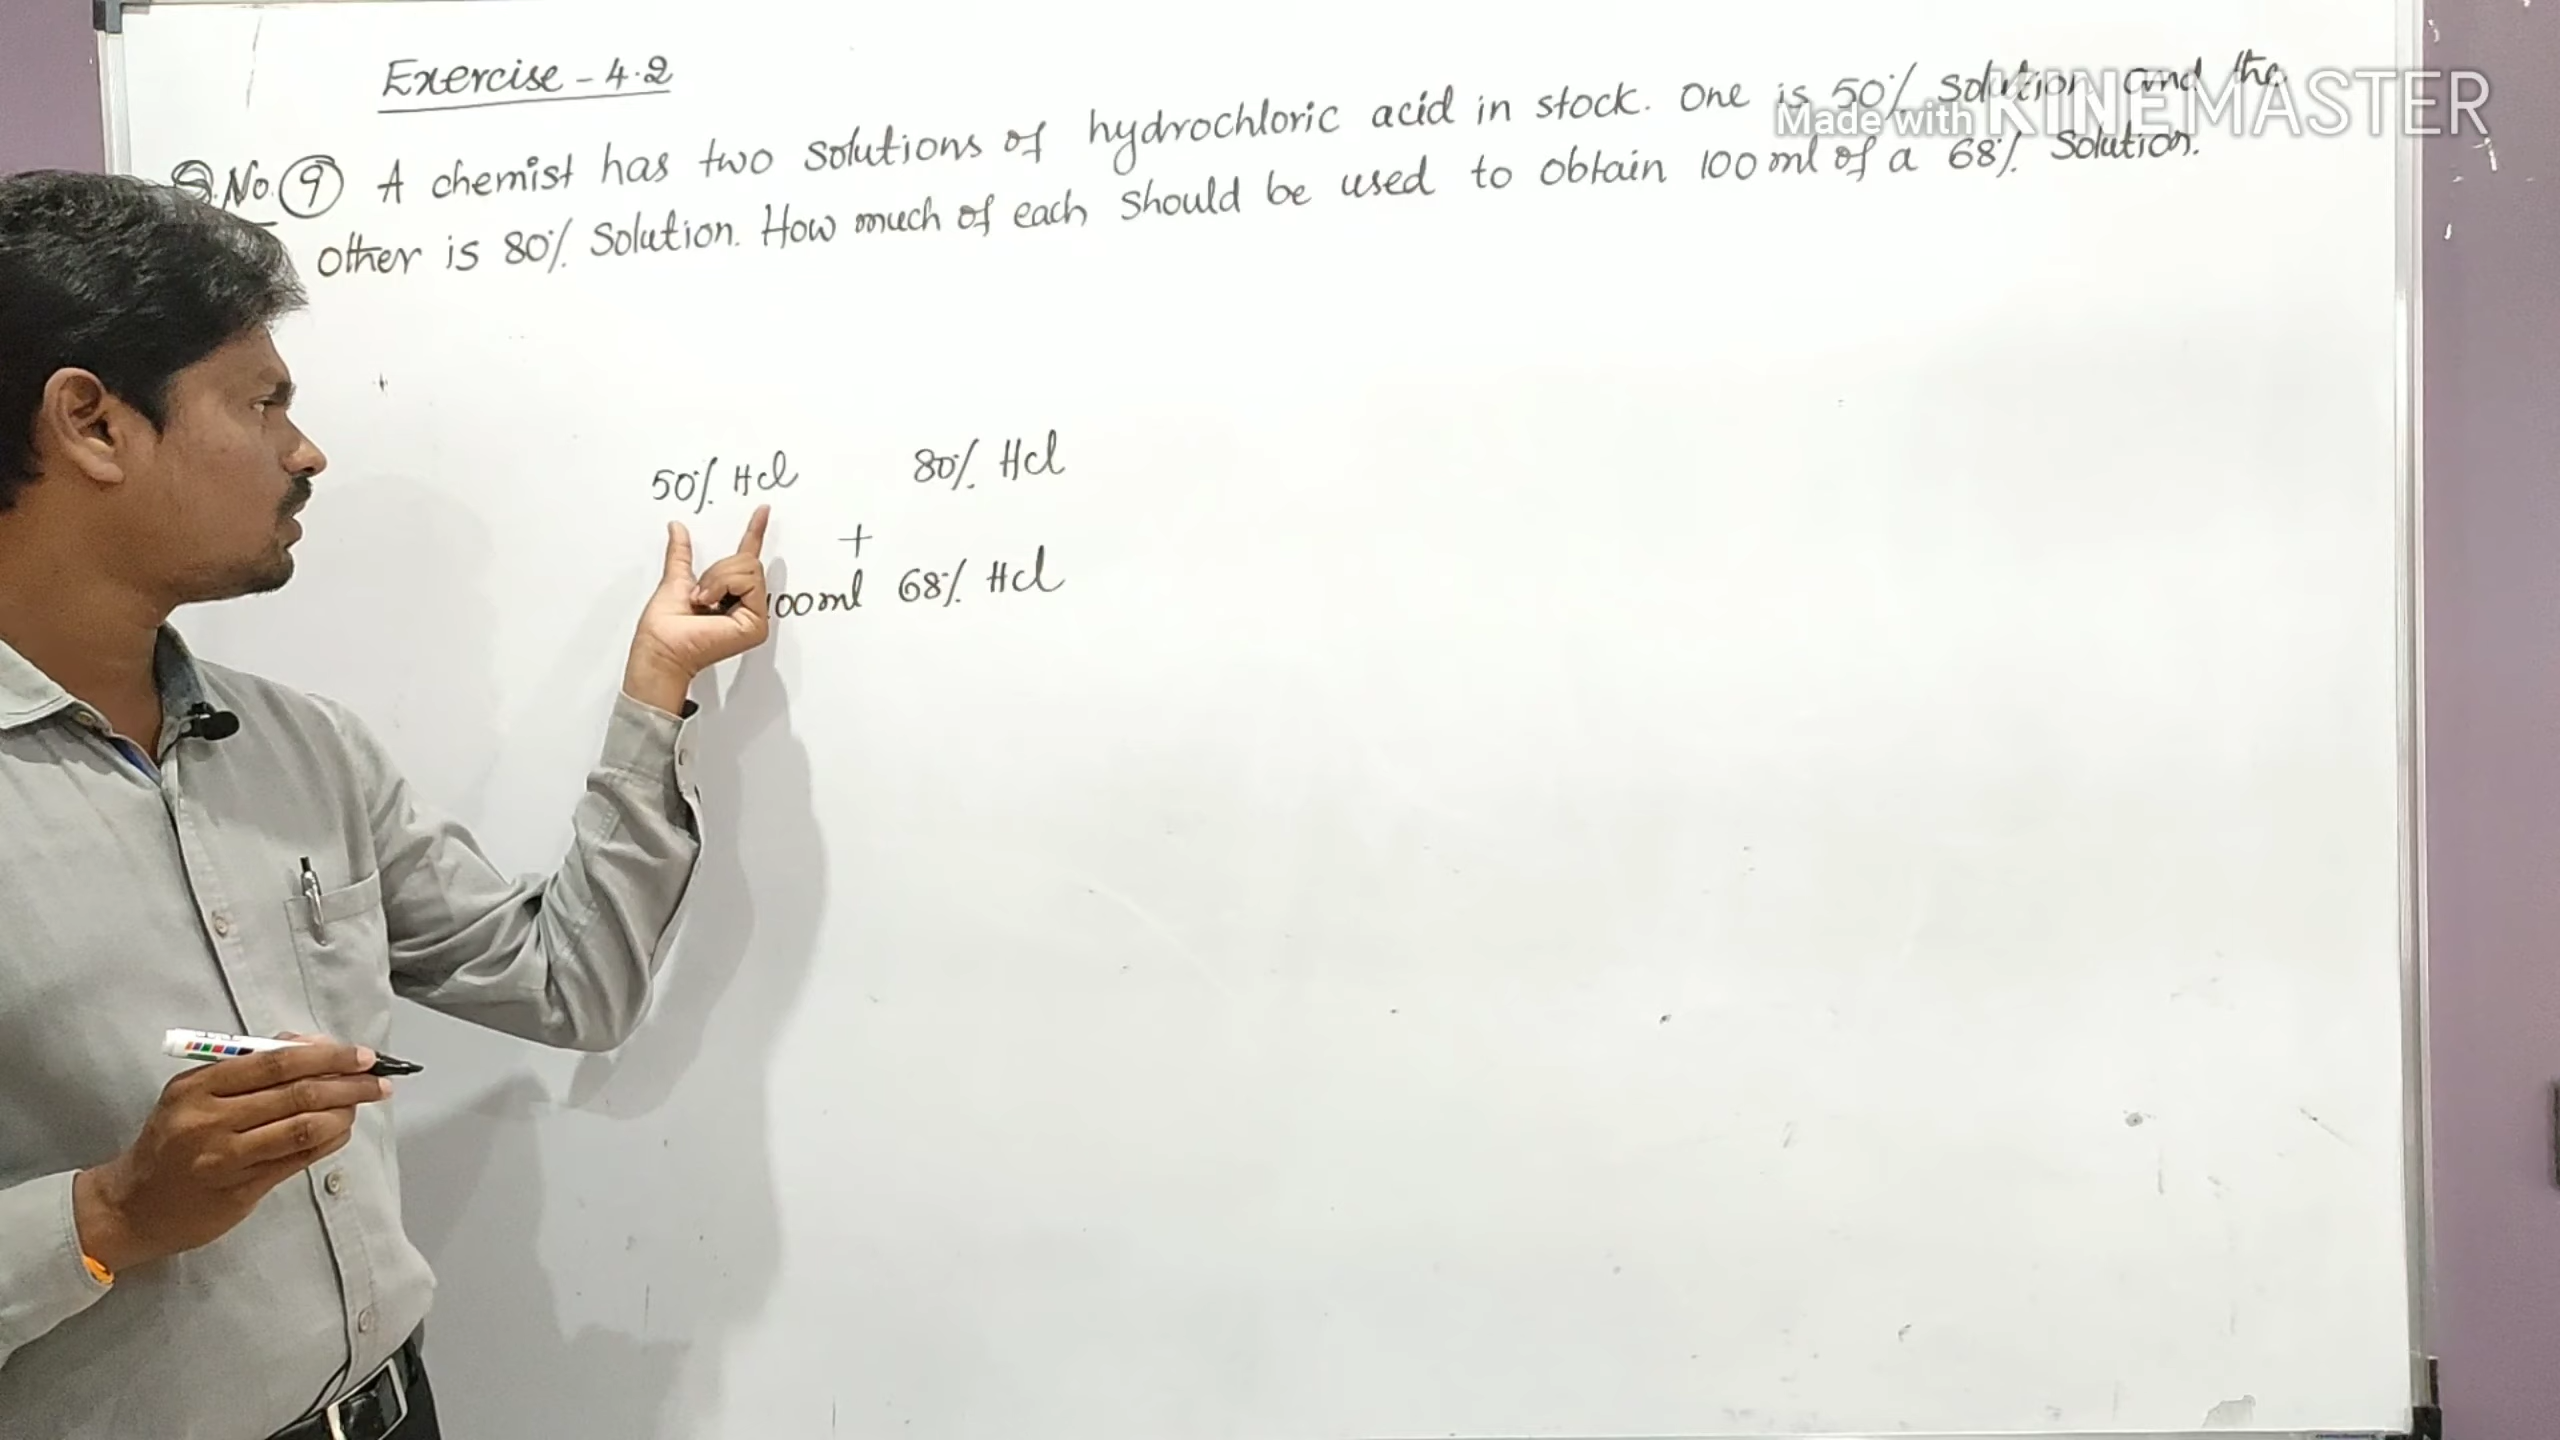 Exercise - 4.2
Q.No. 9 A chemist has two solutions of hydrochloric acid in stock. One is 50% solution and the
other is 80% solution. How much of each should be used to obtain 100 ml of a 68% solution.
Made with KINEMASTER
50% Hcl 80% Hcl
+
100ml 68% Hcl